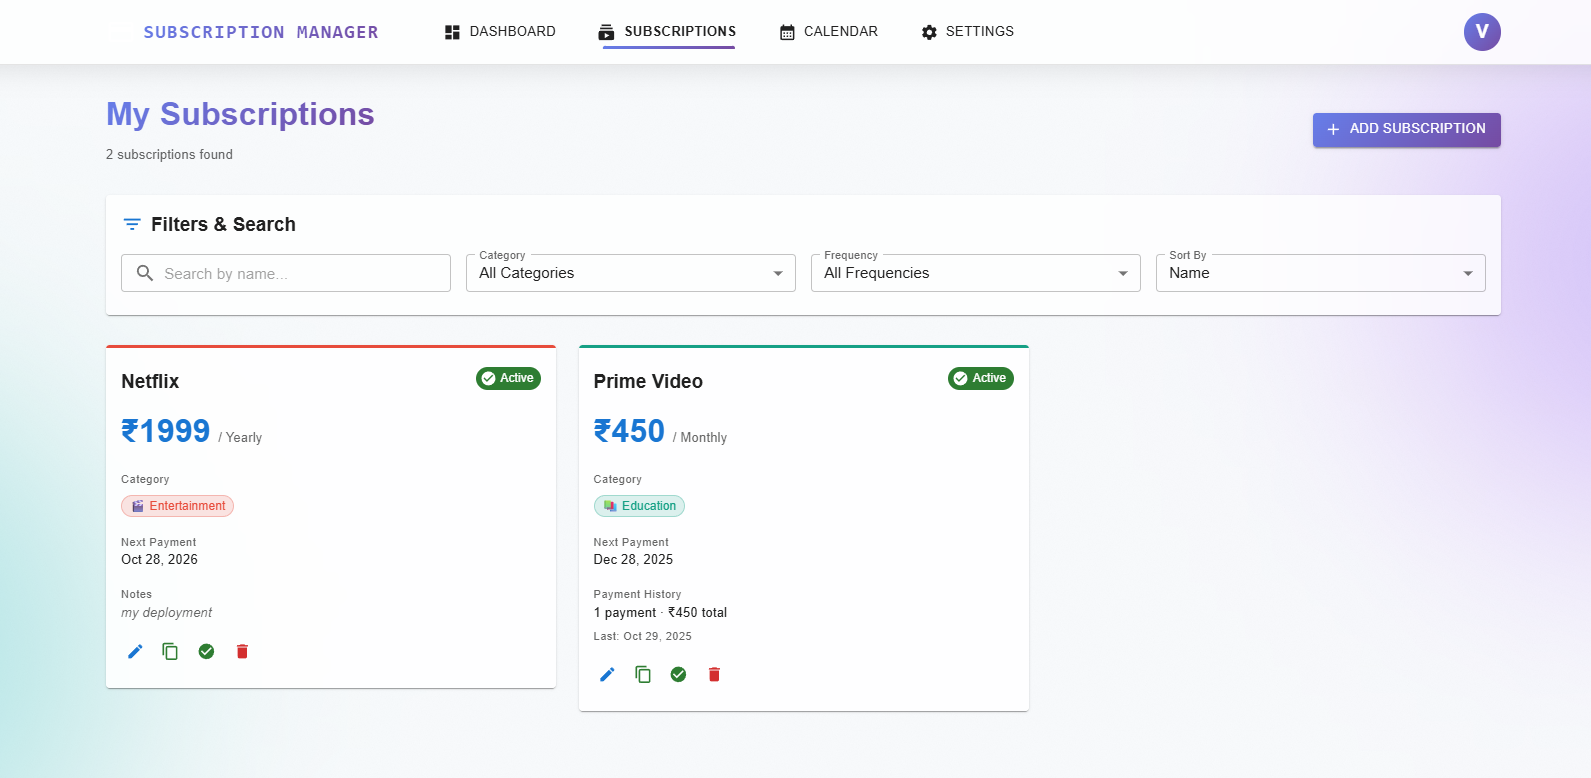 SUBSCRIPTION MANAGER
DASHBOARD
SUBSCRIPTIONS
CALENDAR
SETTINGS
V
My Subscriptions
2 subscriptions found
+ ADD SUBSCRIPTION
Filters & Search
Search by name...
Category
All Categories
Frequency
All Frequencies
Sort By
Name
Netflix
Active
₹1999 / Yearly
Category
Entertainment
Next Payment
Oct 28, 2026
Notes
my deployment
Prime Video
Active
₹450 / Monthly
Category
Education
Next Payment
Dec 28, 2025
Payment History
1 payment · ₹450 total
Last: Oct 29, 2025